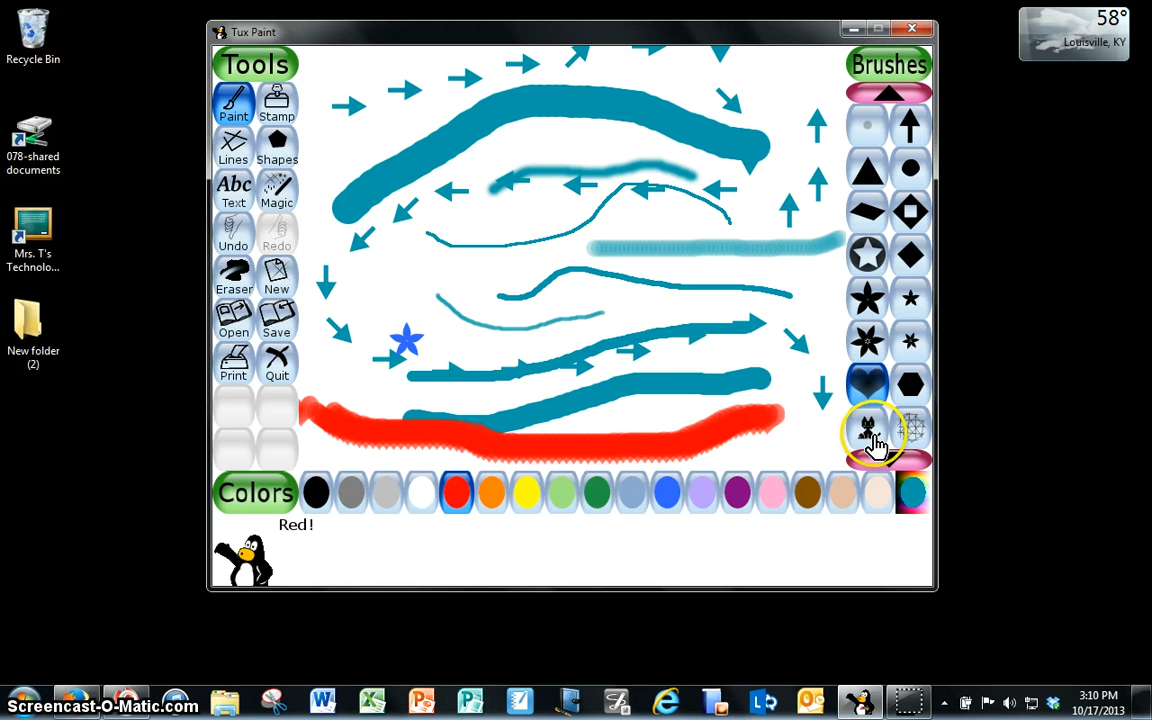 Recycle Bin
078-shared
documents
Mrs. T's
Technolo...
New folder
(2)
Tux Paint
58°
Louisville, KY
Tools
Brushes
Paint
Stamp
Lines
Shapes
Abc
Text
Magic
Undo
Redo
Eraser
New
Open
Save
Print
Quit
Colors
Red!
Screencast-O-Matic.com
3:10 PM
10/17/2013